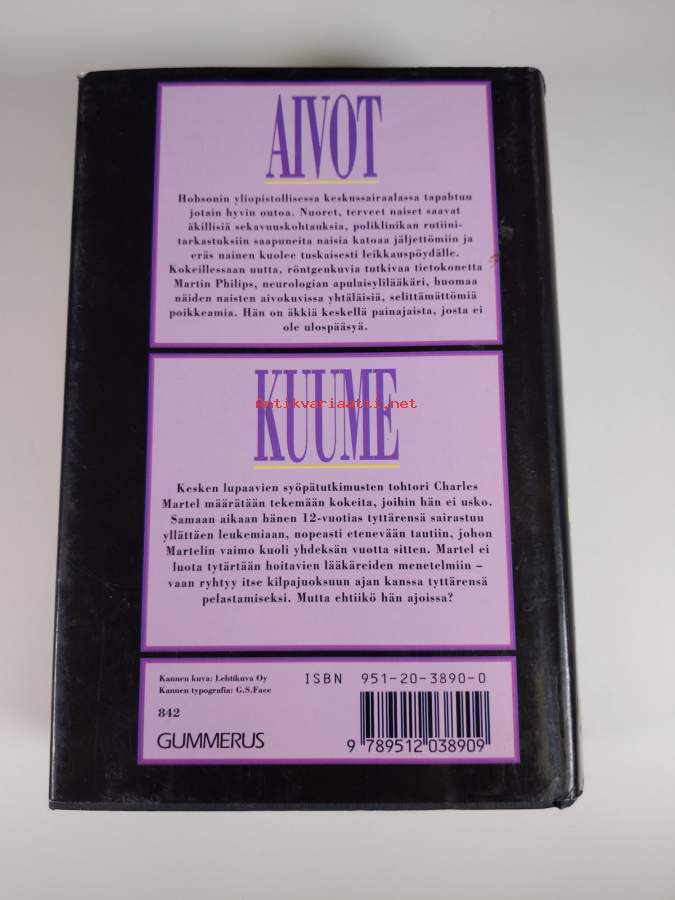 AIVOT
Hobsonin yliopistollisessa keskussairaalassa tapahtuu
jotain hyvin outoa. Nuoret, terveet naiset saavat
äkillisiä sekavuuskohtauksia, poliklinikan rutiini-
tarkastuksiin saapuneita naisia katoaa jäljettömiin ja
eräs nainen kuolee tuskaisesti leikkauspöydälle.
Kokeillessaan uutta, röntgenkuvia tutkivaa tietokonetta
Martin Philips, neurologian apulaisylilääkäri, huomaa
näiden naisten aivokuvissa yhtäläisiä, selittämättömiä
poikkeamia. Hän on äkkiä keskellä painajaista, josta ei
ole ulospääsyä.
KUUME
antikvariaatti.net
Kesken lupaavien syöpätutkimusten tohtori Charles
Martel määrätään tekemään kokeita, joihin hän ei usko.
Samaan aikaan hänen 12-vuotias tyttärensä sairastuu
yllättäen leukemiaan, nopeasti etenevään tautiin, johon
Martelin vaimo kuoli yhdeksän vuotta sitten. Martel ei
luota tytärtään hoitavien lääkäreiden menetelmiin –
vaan ryhtyy itse kilpajuoksuun ajan kanssa tyttärensä
pelastamiseksi. Mutta ehtiikö hän ajoissa?
Kannen kuva: Lehtikuva Oy
Kannen typografia: G.S.Face
842
GUMMERUS
ISBN 951-20-3890-0
9 789512 038909